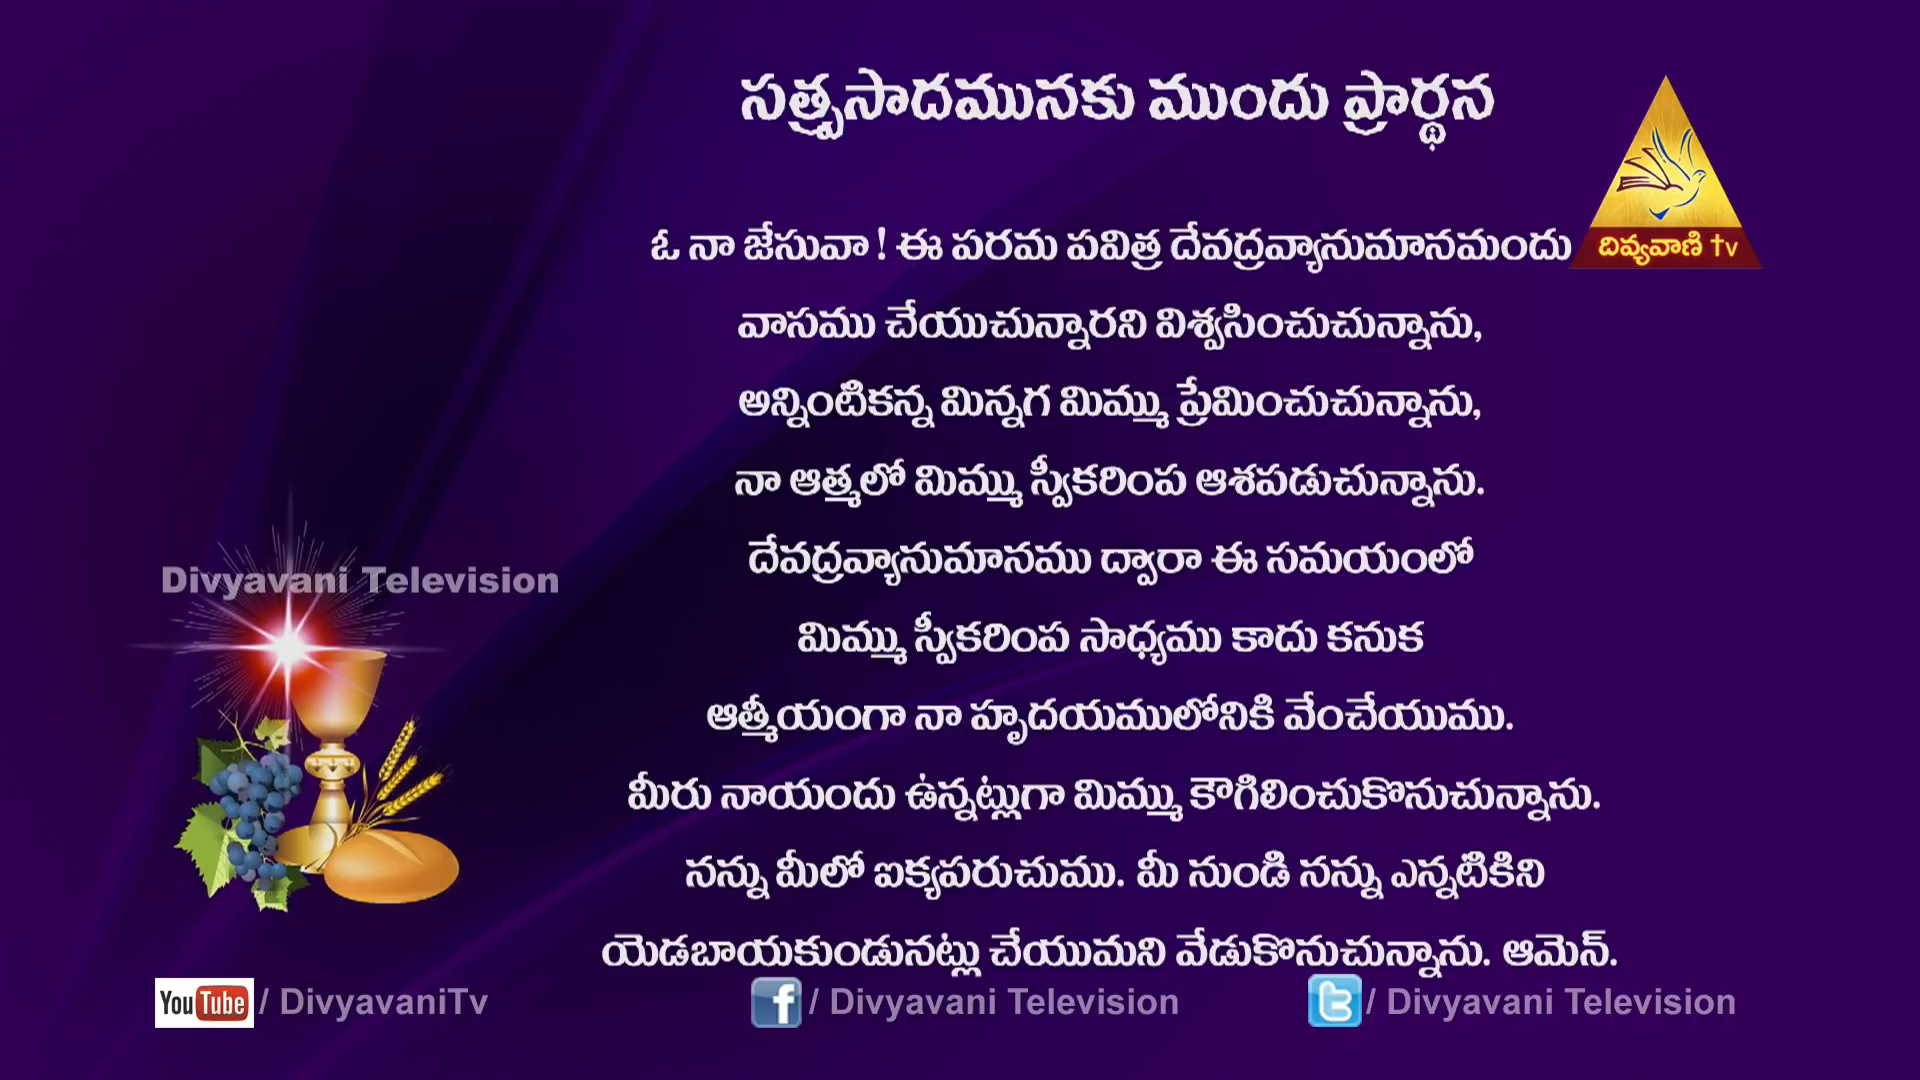 సత్ప్రసాదమునకు ముందు ప్రార్థన
ఓ నా జేసువా! ఈ పరమ పవిత్ర దేవద్రవ్యానుమానమందు
దివ్యవాణి tv
వాసము చేయుచున్నారని విశ్వసించుచున్నాను,
అన్నింటికన్న మిన్నగ మిమ్ము ప్రేమించుచున్నాను,
నా ఆత్మలో మిమ్ము స్వీకరింప ఆశపడుచున్నాను.
దేవద్రవ్యానుమానము ద్వారా ఈ సమయంలో
Divyavani Television
మిమ్ము స్వీకరింప సాధ్యము కాదు కనుక
ఆత్మీయంగా నా హృదయములోనికి వేంచేయుము.
మీరు నాయందు ఉన్నట్లుగా మిమ్ము కౌగిలించుకొనుచున్నాను.
నన్ను మీలో ఐక్యపరుచుము. మీ నుండి నన్ను ఎన్నటికిని
యెడబాయకుండునట్లు చేయుమని వేడుకొనుచున్నాను. ఆమెన్.
YouTube / DivyavaniTv
f / Divyavani Television
t / Divyavani Television